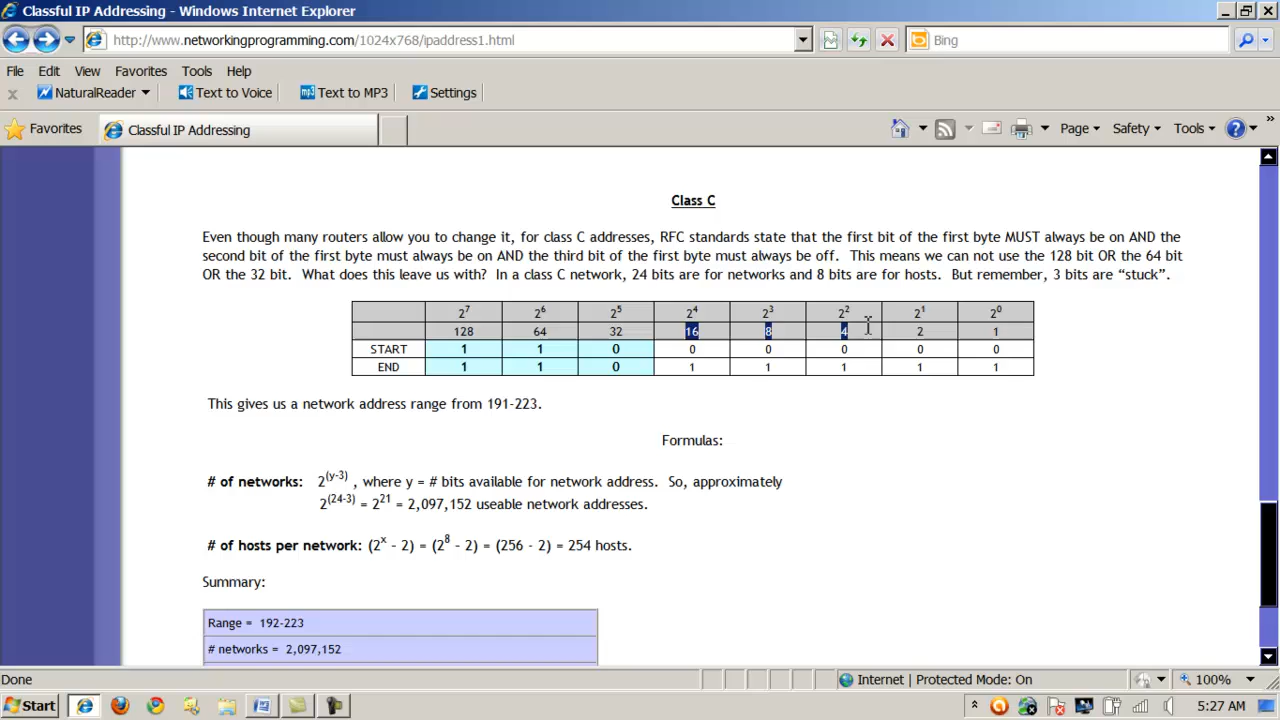 Classful IP Addressing - Windows Internet Explorer
http://www.networkingprogramming.com/1024x768/ipaddress1.html
Bing
File Edit View Favorites Tools Help
x NaturalReader Text to Voice mp3 Text to MP3 Settings
Favorites Classful IP Addressing Page Safety Tools »
Class C
Even though many routers allow you to change it, for class C addresses, RFC standards state that the first bit of the first byte MUST always be on AND the
second bit of the first byte must always be on AND the third bit of the first byte must always be off. This means we can not use the 128 bit OR the 64 bit
OR the 32 bit. What does this leave us with? In a class C network, 24 bits are for networks and 8 bits are for hosts. But remember, 3 bits are “stuck”.
2⁷ 2⁶ 2⁵ 2⁴ 2³ 2² 2¹ 2⁰
128 64 32 16 8 4 2 1
START 1 1 0 0 0 0 0 0
END 1 1 0 1 1 1 1 1
This gives us a network address range from 191-223.
Formulas:
# of networks: 2⁽ʸ⁻³⁾ , where y = # bits available for network address. So, approximately
2⁽²⁴⁻³⁾ = 2²¹ = 2,097,152 useable network addresses.
# of hosts per network: (2ˣ – 2) = (2⁸ – 2) = (256 - 2) = 254 hosts.
Summary:
Range = 192-223
# networks = 2,097,152
Done Internet | Protected Mode: On 100%
Start 5:27 AM